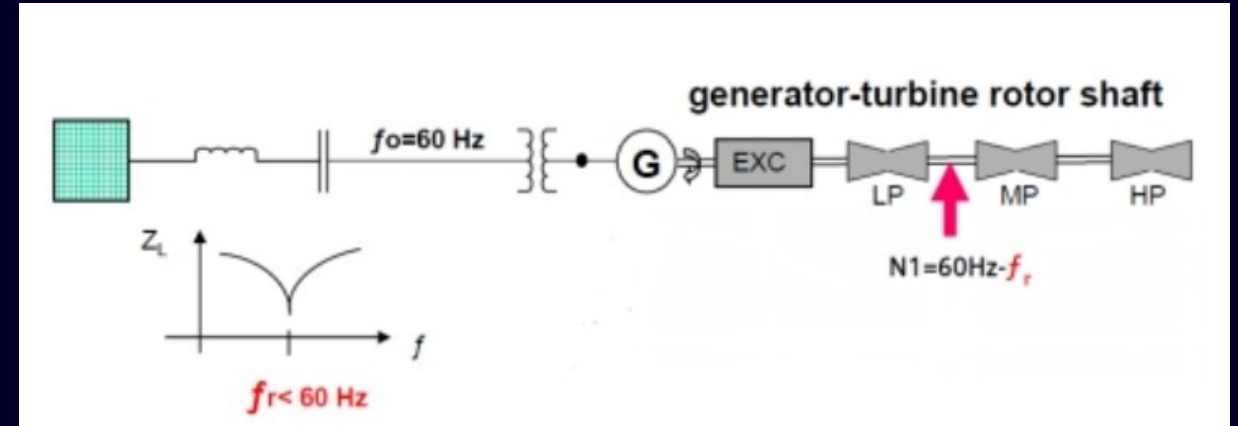 generator-turbine rotor shaft
fo=60 Hz
G
EXC
LP
MP
HP
N1=60Hz-fr
ZL
f
fr< 60 Hz